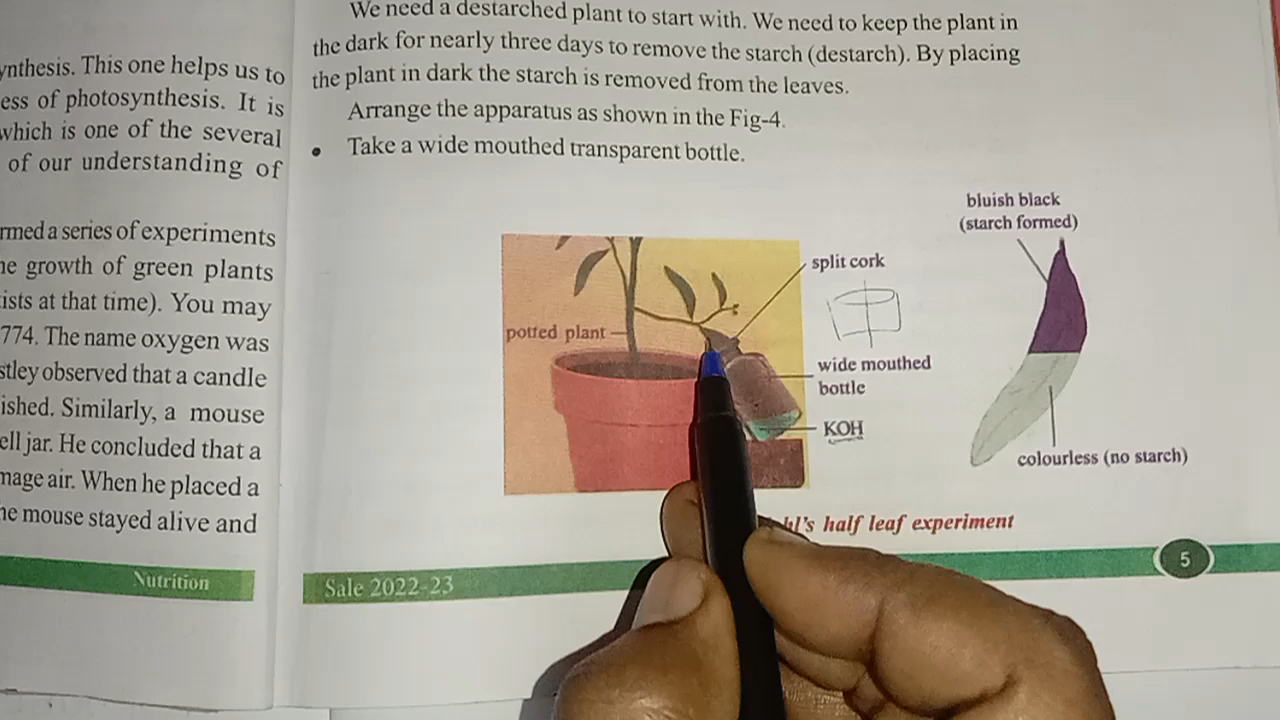 ynthesis. This one helps us to
ess of photosynthesis. It is
which is one of the several
of our understanding of
rmed a series of experiments
he growth of green plants
ists at that time). You may
774. The name oxygen was
stley observed that a candle
ished. Similarly, a mouse
ell jar. He concluded that a
mage air. When he placed a
he mouse stayed alive and
Nutrition
We need a destarched plant to start with. We need to keep the plant in
the dark for nearly three days to remove the starch (destarch). By placing
the plant in dark the starch is removed from the leaves.
Arrange the apparatus as shown in the Fig-4.
• Take a wide mouthed transparent bottle.
bluish black
(starch formed)
split cork
potted plant
wide mouthed
bottle
KOH
colourless (no starch)
hl's half leaf experiment
Sale 2022-23
5